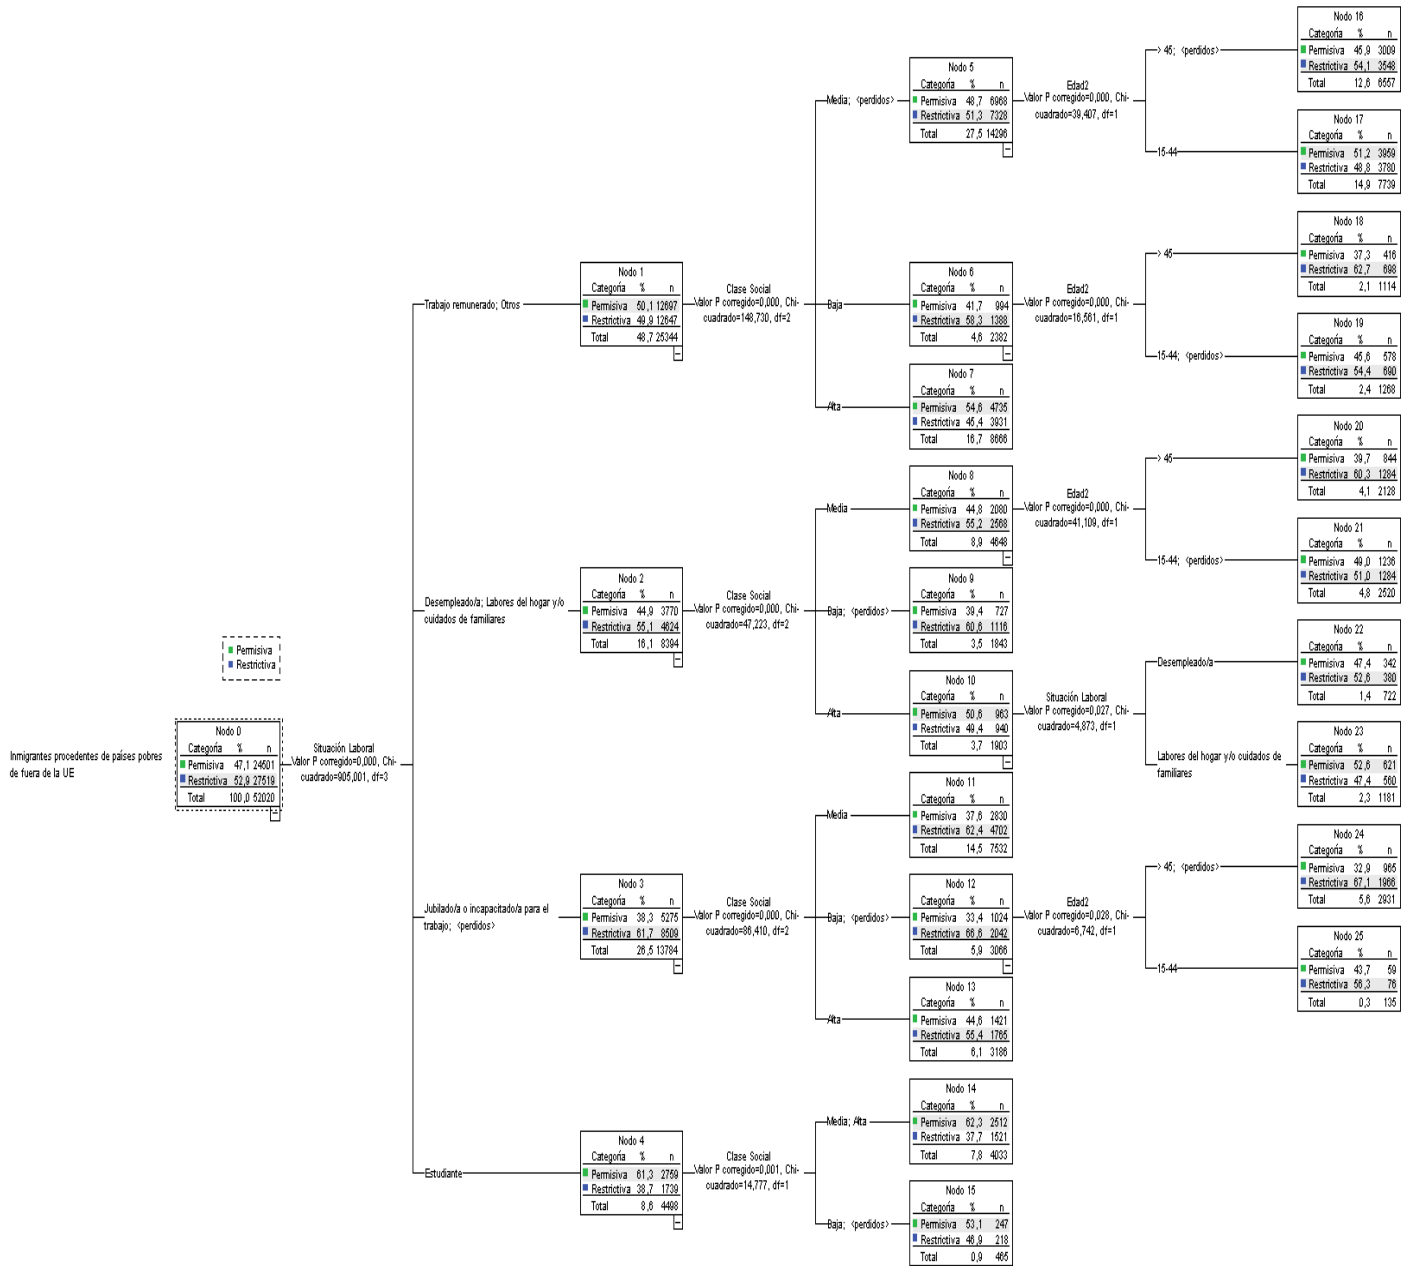 Inmigrantes procedentes de países pobres
de fuera de la UE
Permisiva
Restrictiva
Nodo 0
Categoría % n
Permisiva 47,1 24501
Restrictiva 52,9 27519
Total 100,0 52020
Situación Laboral
Valor P corregido=0,000, Chi-
cuadrado=905,001, df=3
Trabajo remunerado; Otros
Nodo 1
Categoría % n
Permisiva 50,1 12697
Restrictiva 49,9 12647
Total 48,7 25344
Clase Social
Valor P corregido=0,000, Chi-
cuadrado=148,730, df=2
Media; <perdidos>
Nodo 5
Categoría % n
Permisiva 48,7 6968
Restrictiva 51,3 7328
Total 27,5 14296
Edad2
Valor P corregido=0,000, Chi-
cuadrado=39,407, df=1
> 45; <perdidos>
Nodo 16
Categoría % n
Permisiva 45,9 3009
Restrictiva 54,1 3548
Total 12,6 6557
15-44
Nodo 17
Categoría % n
Permisiva 51,2 3959
Restrictiva 48,8 3780
Total 14,9 7739
Baja
Nodo 6
Categoría % n
Permisiva 41,7 994
Restrictiva 58,3 1388
Total 4,6 2382
Edad2
Valor P corregido=0,000, Chi-
cuadrado=16,561, df=1
> 45
Nodo 18
Categoría % n
Permisiva 37,3 416
Restrictiva 62,7 698
Total 2,1 1114
15-44; <perdidos>
Nodo 19
Categoría % n
Permisiva 45,6 578
Restrictiva 54,4 690
Total 2,4 1268
Alta
Nodo 7
Categoría % n
Permisiva 54,6 4735
Restrictiva 45,4 3931
Total 16,7 8666
Desempleado/a; Labores del hogar y/o
cuidados de familiares
Nodo 2
Categoría % n
Permisiva 44,9 3770
Restrictiva 55,1 4624
Total 16,1 8394
Clase Social
Valor P corregido=0,000, Chi-
cuadrado=47,223, df=2
Media
Nodo 8
Categoría % n
Permisiva 44,8 2080
Restrictiva 55,2 2568
Total 8,9 4648
Edad2
Valor P corregido=0,000, Chi-
cuadrado=41,109, df=1
> 45
Nodo 20
Categoría % n
Permisiva 39,7 844
Restrictiva 60,3 1284
Total 4,1 2128
15-44; <perdidos>
Nodo 21
Categoría % n
Permisiva 49,0 1236
Restrictiva 51,0 1284
Total 4,8 2520
Baja; <perdidos>
Nodo 9
Categoría % n
Permisiva 39,4 727
Restrictiva 60,6 1116
Total 3,5 1843
Alta
Nodo 10
Categoría % n
Permisiva 50,6 963
Restrictiva 49,4 940
Total 3,7 1903
Situación Laboral
Valor P corregido=0,027, Chi-
cuadrado=4,873, df=1
Desempleado/a
Nodo 22
Categoría % n
Permisiva 47,4 342
Restrictiva 52,6 380
Total 1,4 722
Labores del hogar y/o cuidados de
familiares
Nodo 23
Categoría % n
Permisiva 52,6 621
Restrictiva 47,4 560
Total 2,3 1181
Jubilado/a o incapacitado/a para el
trabajo; <perdidos>
Nodo 3
Categoría % n
Permisiva 38,3 5275
Restrictiva 61,7 8509
Total 26,5 13784
Clase Social
Valor P corregido=0,000, Chi-
cuadrado=86,410, df=2
Media
Nodo 11
Categoría % n
Permisiva 37,6 2830
Restrictiva 62,4 4702
Total 14,5 7532
Baja; <perdidos>
Nodo 12
Categoría % n
Permisiva 33,4 1024
Restrictiva 66,6 2042
Total 5,9 3066
Edad2
Valor P corregido=0,028, Chi-
cuadrado=6,742, df=1
> 45; <perdidos>
Nodo 24
Categoría % n
Permisiva 32,9 965
Restrictiva 67,1 1966
Total 5,6 2931
15-44
Nodo 25
Categoría % n
Permisiva 43,7 59
Restrictiva 56,3 76
Total 0,3 135
Alta
Nodo 13
Categoría % n
Permisiva 44,6 1421
Restrictiva 55,4 1765
Total 6,1 3186
Estudiante
Nodo 4
Categoría % n
Permisiva 61,3 2759
Restrictiva 38,7 1739
Total 8,6 4498
Clase Social
Valor P corregido=0,001, Chi-
cuadrado=14,777, df=1
Media; Alta
Nodo 14
Categoría % n
Permisiva 62,3 2512
Restrictiva 37,7 1521
Total 7,8 4033
Baja; <perdidos>
Nodo 15
Categoría % n
Permisiva 53,1 247
Restrictiva 46,9 218
Total 0,9 465